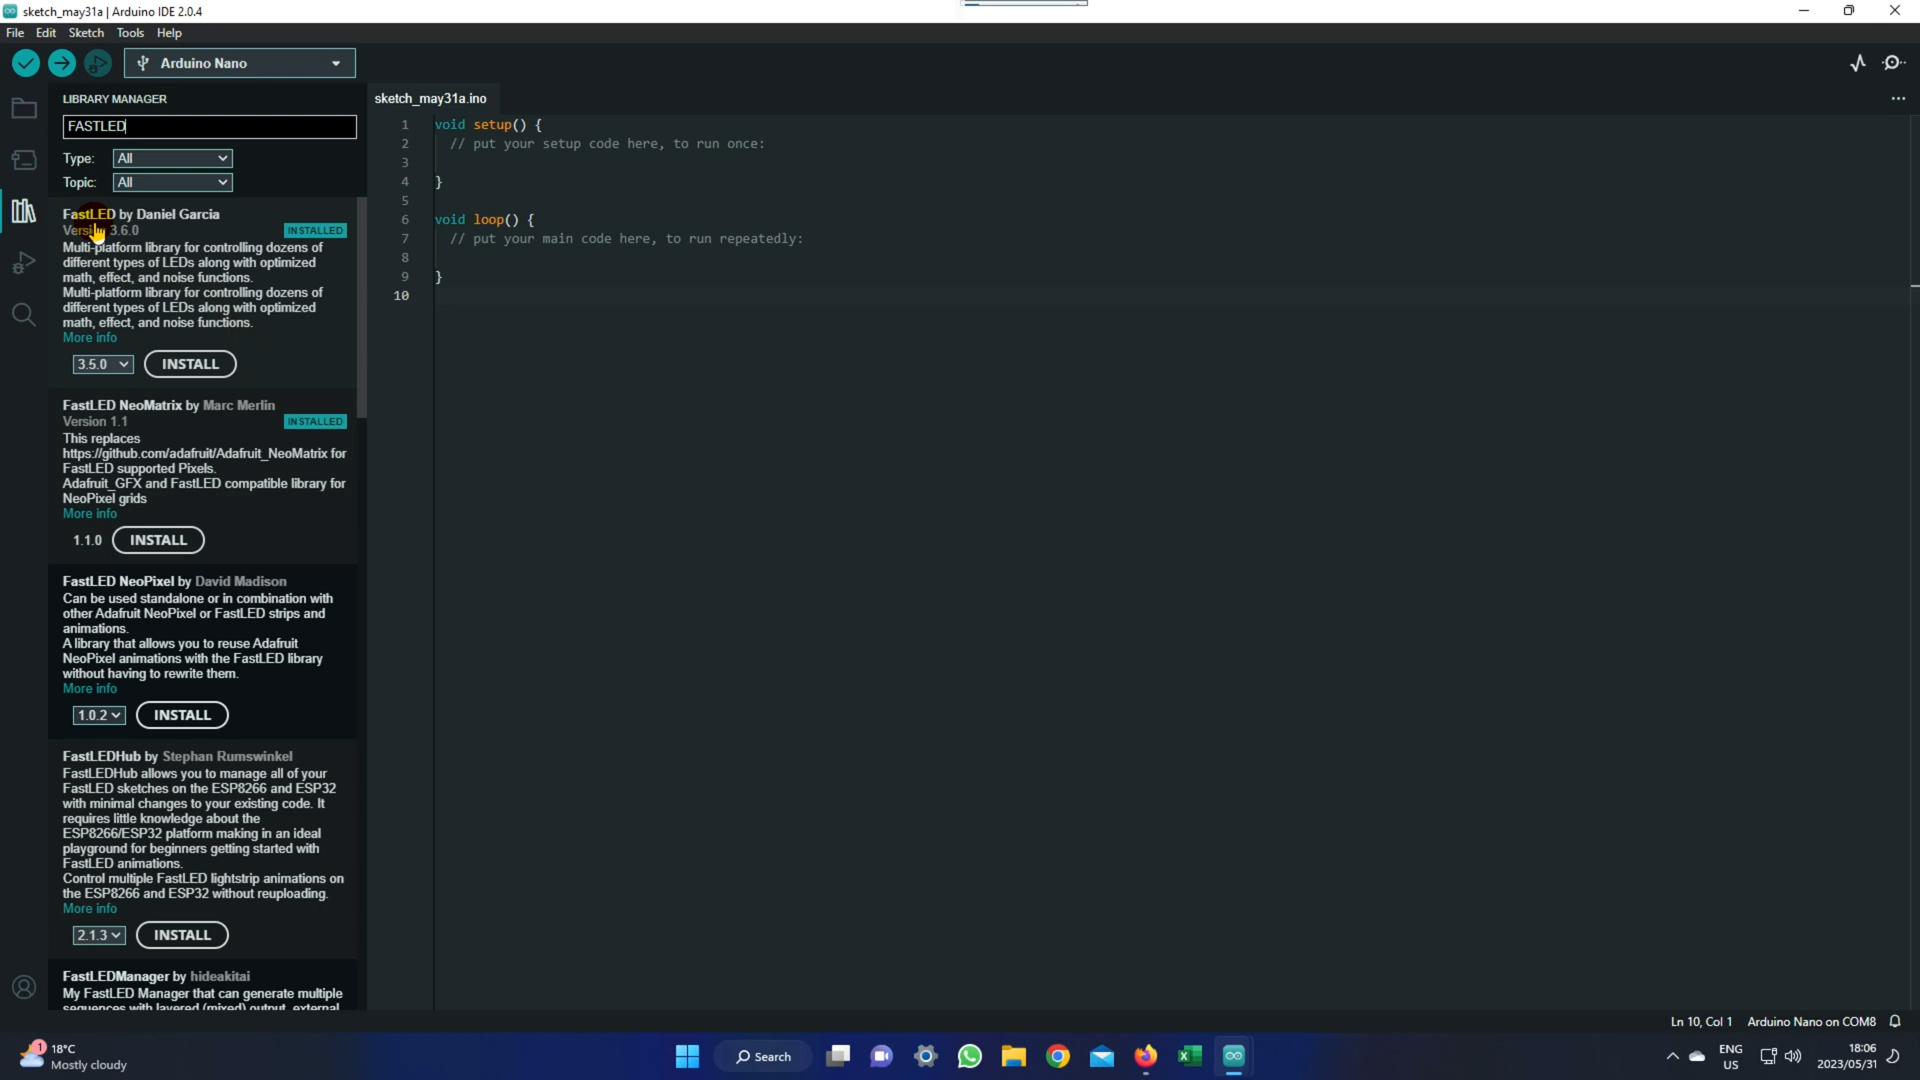 sketch_may31a | Arduino IDE 2.0.4
File Edit Sketch Tools Help
Arduino Nano
LIBRARY MANAGER
FASTLED
Type: All
Topic: All
FastLED by Daniel Garcia
Version 3.6.0 INSTALLED
Multi-platform library for controlling dozens of
different types of LEDs along with optimized
math, effect, and noise functions.
Multi-platform library for controlling dozens of
different types of LEDs along with optimized
math, effect, and noise functions.
More info
3.5.0 INSTALL
FastLED NeoMatrix by Marc Merlin
Version 1.1 INSTALLED
This replaces
https://github.com/adafruit/Adafruit_NeoMatrix for
FastLED supported Pixels.
Adafruit_GFX and FastLED compatible library for
NeoPixel grids
More info
1.1.0 INSTALL
FastLED NeoPixel by David Madison
Can be used standalone or in combination with
other Adafruit NeoPixel or FastLED strips and
animations.
A library that allows you to reuse Adafruit
NeoPixel animations with the FastLED library
without having to rewrite them.
More info
1.0.2 INSTALL
FastLEDHub by Stephan Rumswinkel
FastLEDHub allows you to manage all of your
FastLED sketches on the ESP8266 and ESP32
with minimal changes to your existing code. It
requires little knowledge about the
ESP8266/ESP32 platform making in an ideal
playground for beginners getting started with
FastLED animations.
Control multiple FastLED lightstrip animations on
the ESP8266 and ESP32 without reuploading.
More info
2.1.3 INSTALL
FastLEDManager by hideakitai
My FastLED Manager that can generate multiple
sequences with layered (mixed) output, external
sketch_may31a.ino
1 void setup() {
2 // put your setup code here, to run once:
3
4 }
5
6 void loop() {
7 // put your main code here, to run repeatedly:
8
9 }
10
Ln 10, Col 1 Arduino Nano on COM8
1 18°C
Mostly cloudy
Search
ENG
US
18:06
2023/05/31